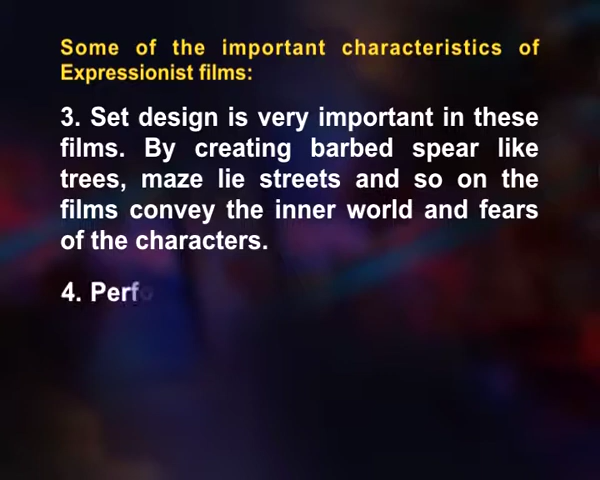 Some of the important characteristics of
Expressionist films:
3. Set design is very important in these
films. By creating barbed spear like
trees, maze lie streets and so on the
films convey the inner world and fears
of the characters.
4. Perfo